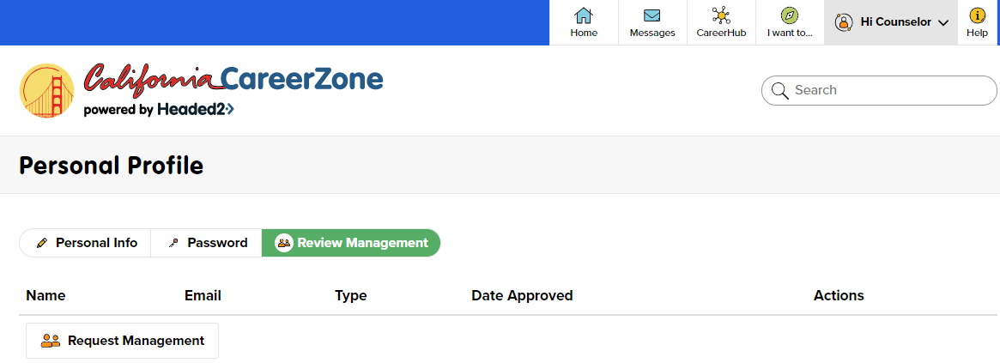 Home Messages CareerHub I want to... Hi Counselor Help
California CareerZone
powered by Headed2
Search
Personal Profile
Personal Info Password Review Management
Name Email Type Date Approved Actions
Request Management